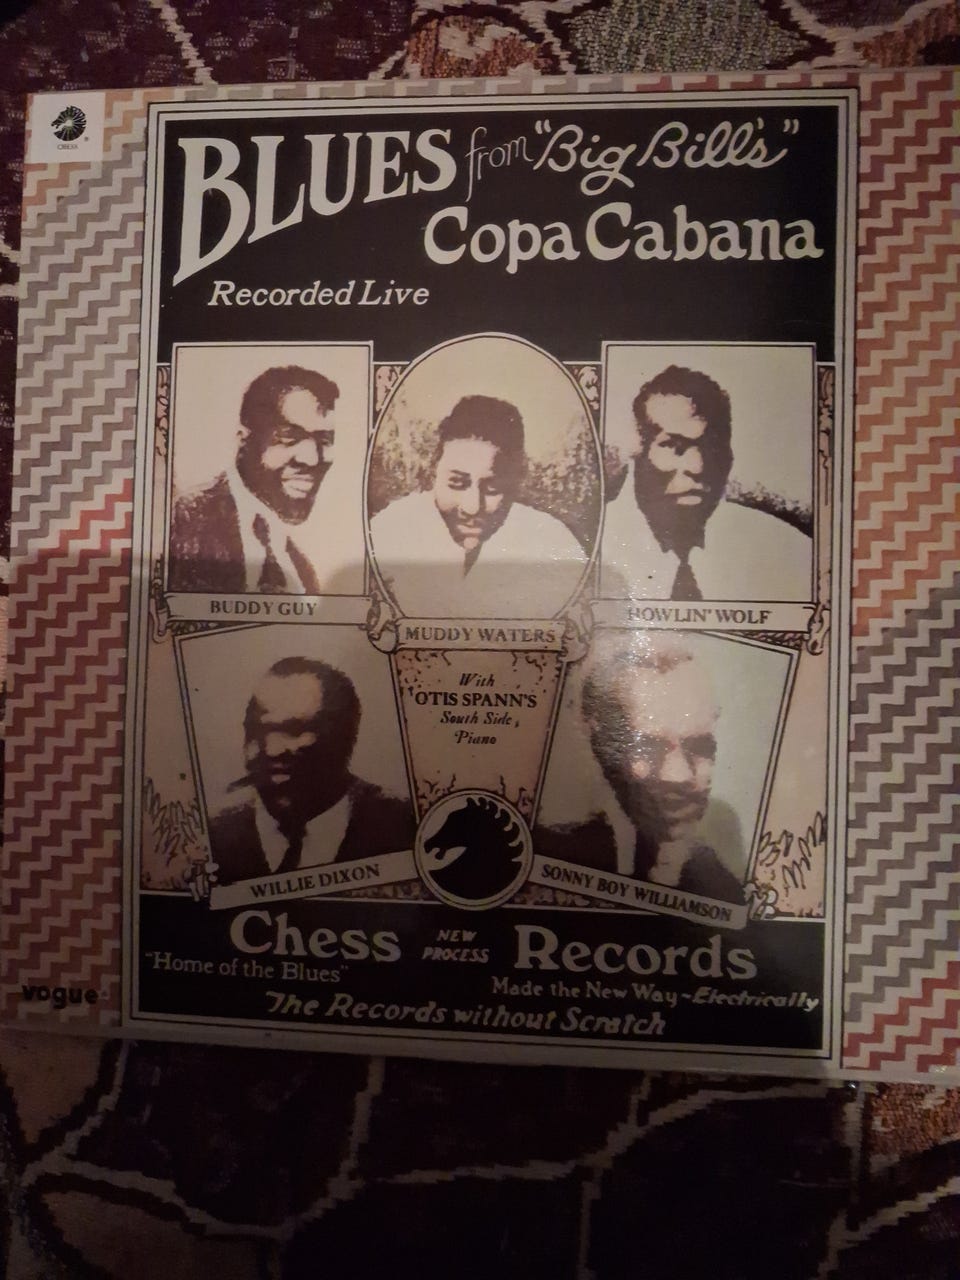 CHESS
BLUES from "Big Bill's"
Copa Cabana
Recorded Live
BUDDY GUY
MUDDY WATERS
HOWLIN' WOLF
With
'OTIS SPANN'S
South Side,
Piano
WILLIE DIXON
SONNY BOY WILLIAMSON
Chess NEW PROCESS Records
"Home of the Blues"
Made the New Way-Electrically
The Records without Scratch
vogue